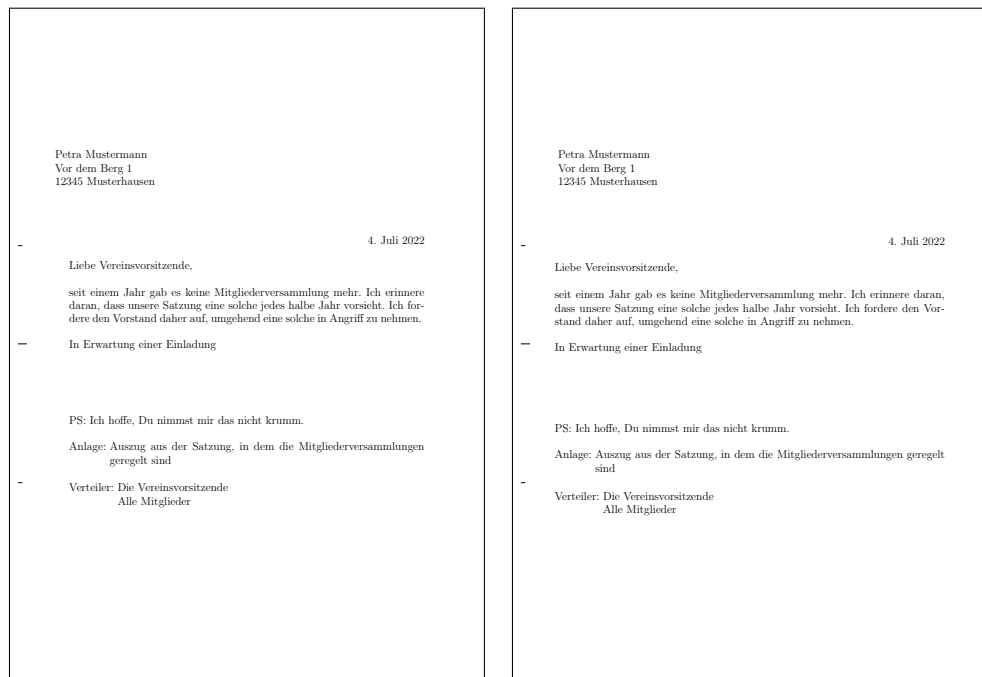 Petra Mustermann
Vor dem Berg 1
12345 Musterhausen
4. Juli 2022
Liebe Vereinsvorsitzende,
seit einem Jahr gab es keine Mitgliederversammlung mehr. Ich erinnere
daran, dass unsere Satzung eine solche jedes halbe Jahr vorsieht. Ich for-
dere den Vorstand daher auf, umgehend eine solche in Angriff zu nehmen.
In Erwartung einer Einladung
PS: Ich hoffe, Du nimmst mir das nicht krumm.
Anlage: Auszug aus der Satzung, in dem die Mitgliederversammlungen
geregelt sind
Verteiler: Die Vereinsvorsitzende
Alle Mitglieder
Petra Mustermann
Vor dem Berg 1
12345 Musterhausen
4. Juli 2022
Liebe Vereinsvorsitzende,
seit einem Jahr gab es keine Mitgliederversammlung mehr. Ich erinnere daran,
dass unsere Satzung eine solche jedes halbe Jahr vorsieht. Ich fordere den Vor-
stand daher auf, umgehend eine solche in Angriff zu nehmen.
In Erwartung einer Einladung
PS: Ich hoffe, Du nimmst mir das nicht krumm.
Anlage: Auszug aus der Satzung, in dem die Mitgliederversammlungen geregelt
sind
Verteiler: Die Vereinsvorsitzende
Alle Mitglieder